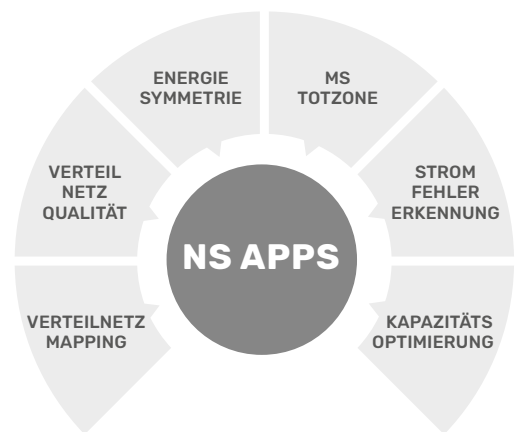 ENERGIE
SYMMETRIE
MS
TOTZONE
VERTEIL
NETZ
QUALITÄT
STROM
FEHLER
ERKENNUNG
NS APPS
VERTEILNETZ
MAPPING
KAPAZITÄTS
OPTIMIERUNG